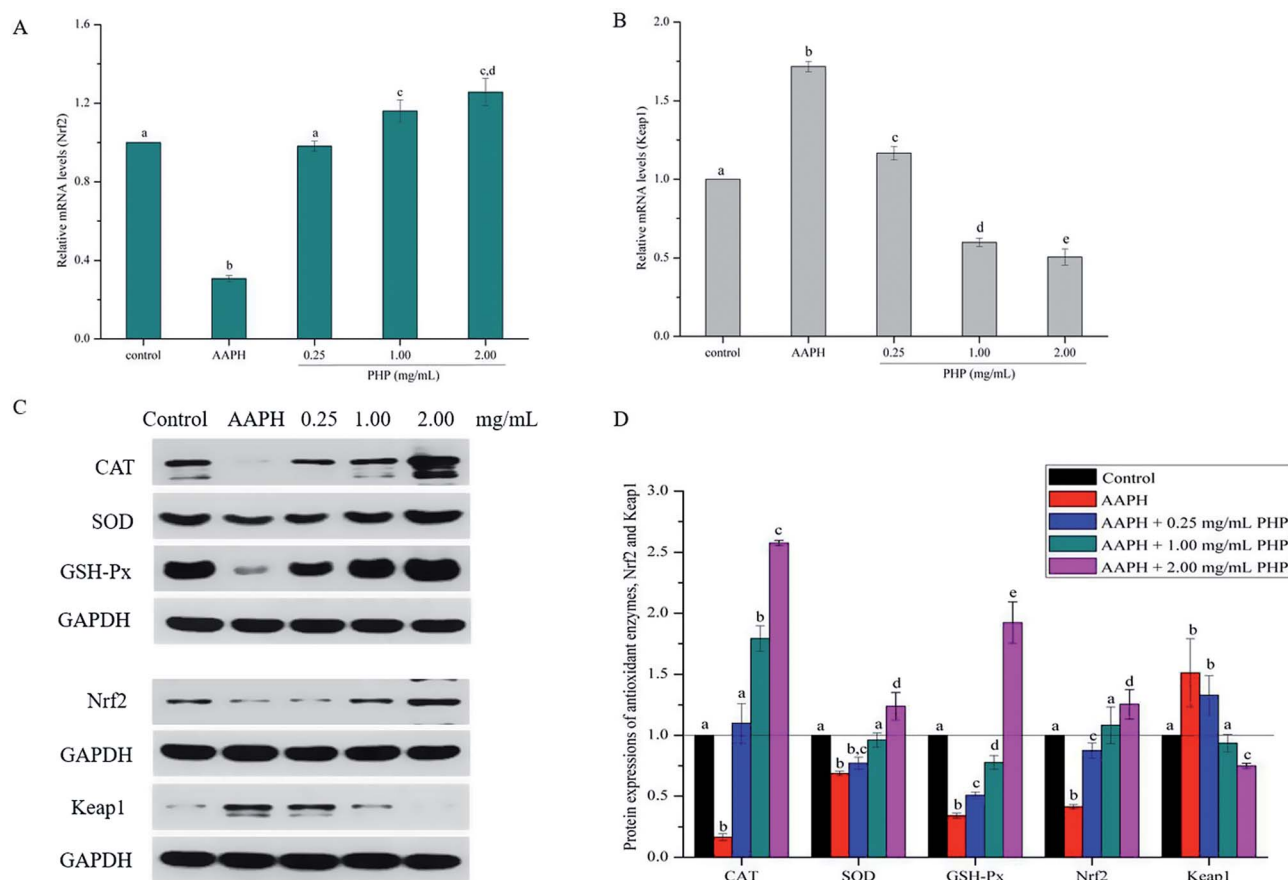 A
Relative mRNA levels (Nrf2)
1.6
1.2
0.8
0.4
0.0
a
b
a
c
c,d
control
AAPH
0.25
1.00
2.00
PHP (mg/mL)
B
Relative mRNA levels (Keap1)
2.0
1.5
1.0
0.5
0.0
a
b
c
d
e
control
AAPH
0.25
1.00
2.00
PHP (mg/mL)
C
Control AAPH 0.25 1.00 2.00 mg/mL
CAT
SOD
GSH-Px
GAPDH
Nrf2
GAPDH
Keap1
GAPDH
D
Control
AAPH
AAPH + 0.25 mg/mL PHP
AAPH + 1.00 mg/mL PHP
AAPH + 2.00 mg/mL PHP
Protein expressions of antioxidant enzymes, Nrf2 and Keap1
3.0
2.5
2.0
1.5
1.0
0.5
0.0
a b a b c
a b b,c a d
a b c d e
a b c a d
a b b a c
CAT SOD GSH-Px Nrf2 Keap1